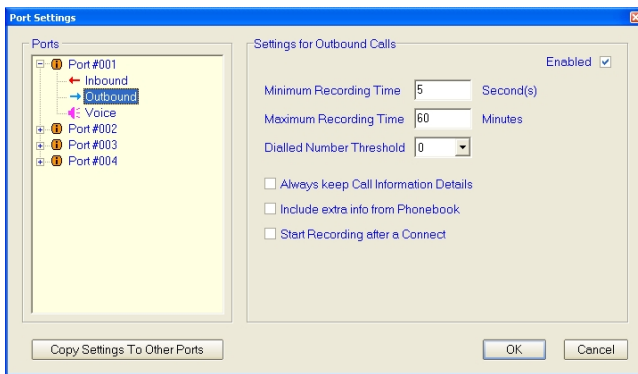 Port Settings
Ports
Port #001
Inbound
Outbound
Voice
Port #002
Port #003
Port #004
Settings for Outbound Calls
Enabled
Minimum Recording Time 5 Second(s)
Maximum Recording Time 60 Minutes
Dialled Number Threshold 0
Always keep Call Information Details
Include extra info from Phonebook
Start Recording after a Connect
Copy Settings To Other Ports
OK Cancel